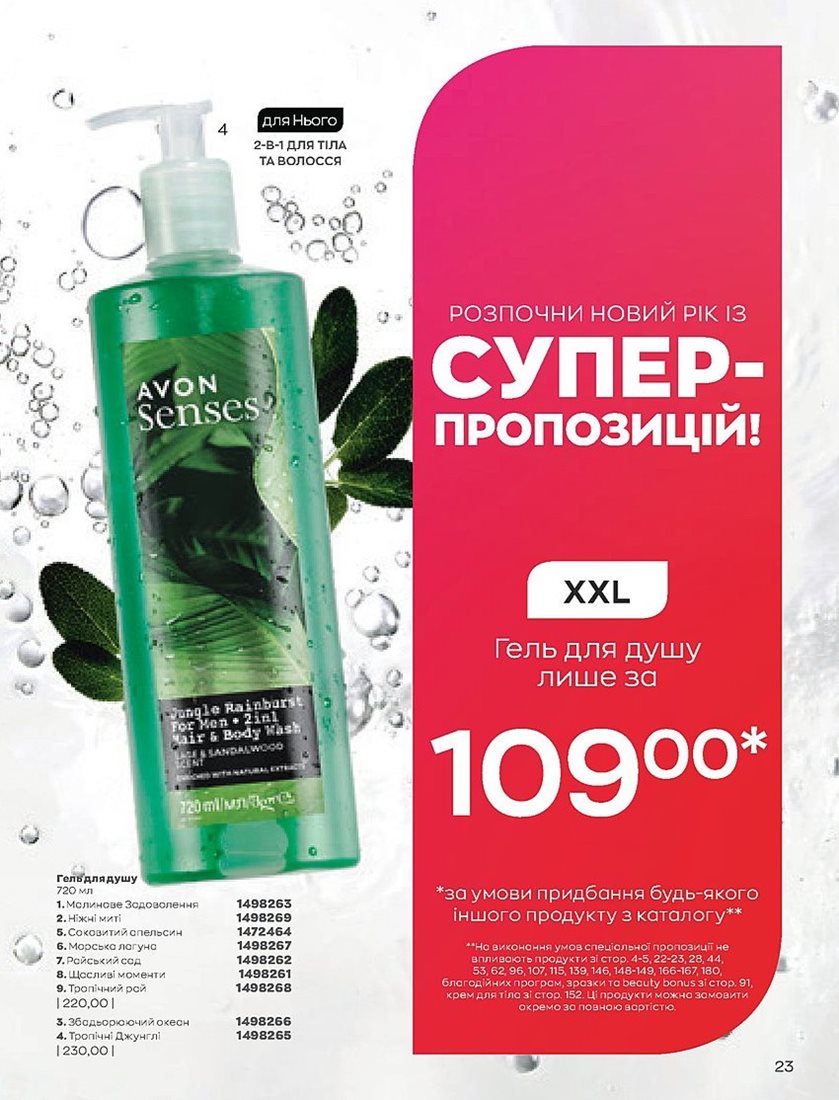 4
для Нього
2-В-1 ДЛЯ ТІЛА
ТА ВОЛОССЯ
AVON
Senses
Jungle Rainburst
For Men • 2in1
Hair & Body Wash
SAGE & SANDALWOOD
SCENT
ENRICHED WITH NATURAL EXTRACTS
720 ml/мл/
РОЗПОЧНИ НОВИЙ РІК ІЗ
СУПЕР-
ПРОПОЗИЦІЙ!
XXL
Гель для душу
лише за
109⁰⁰*
*за умови придбання будь-якого
іншого продукту з каталогу**
**На виконання умов спеціальної пропозиції не
впливають продукти зі стор. 4-5, 22-23, 28, 44,
53, 62, 96, 107, 115, 139, 146, 148-149, 166-167, 180,
благодійних програм, зразки та beauty bonus зі стор. 91,
крем для тіла зі стор. 152. Ці продукти можна замовити
окремо за повною вартістю.
Гель для душу
720 мл
1. Малинове Задоволення 1498263
2. Ніжні миті 1498269
5. Соковитий апельсин 1472464
6. Морська лагуна 1498267
7. Райський сад 1498262
8. Щасливі моменти 1498261
9. Тропічний рай 1498268
| 220,00 |
3. Збадьорюючий океан 1498266
4. Тропічні Джунглі 1498265
| 230,00 |
23